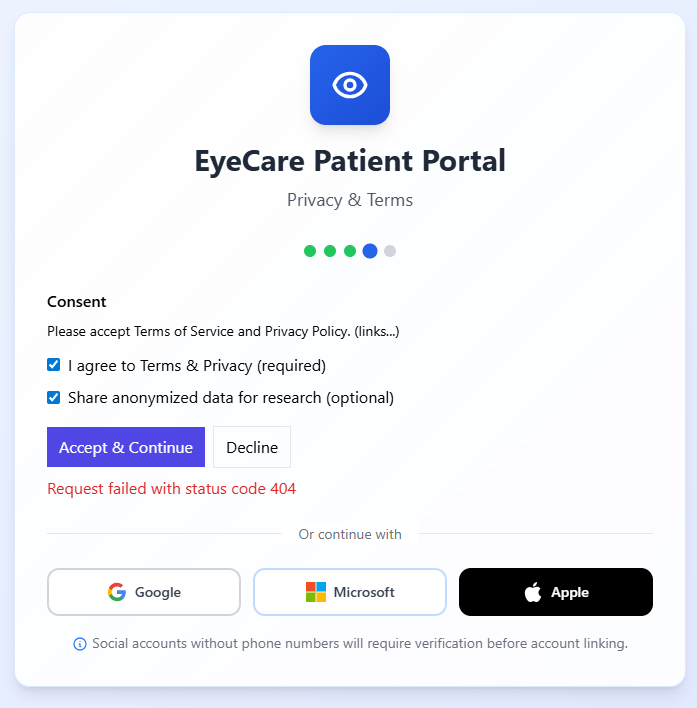 EyeCare Patient Portal
Privacy & Terms
Consent
Please accept Terms of Service and Privacy Policy. (links...)
I agree to Terms & Privacy (required)
Share anonymized data for research (optional)
Accept & Continue Decline
Request failed with status code 404
Or continue with
Google Microsoft Apple
Social accounts without phone numbers will require verification before account linking.